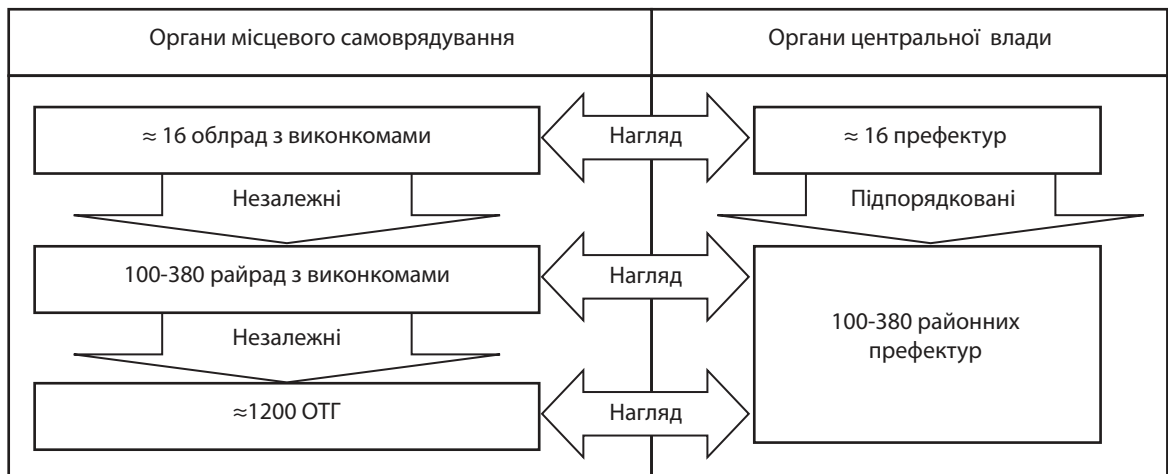 Органи місцевого самоврядування
Органи центральної влади
≈ 16 облрад з виконкомами
Нагляд
≈ 16 префектур
Незалежні
Підпорядковані
100-380 райрад з виконкомами
Нагляд
100-380 районних
префектур
Незалежні
≈1200 ОТГ
Нагляд